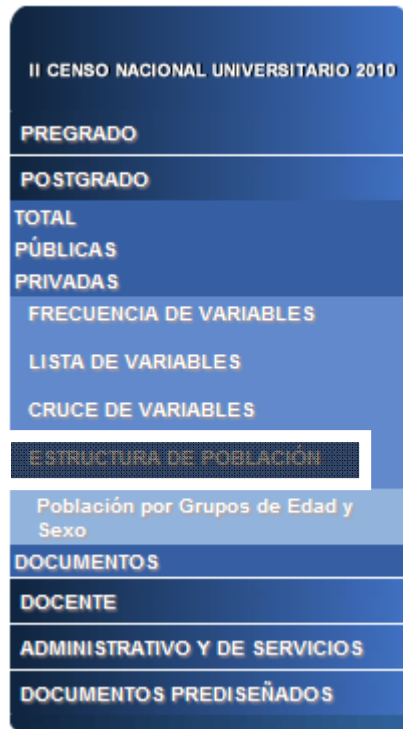 II CENSO NACIONAL UNIVERSITARIO 2010
PREGRADO
POSTGRADO
TOTAL
PÚBLICAS
PRIVADAS
FRECUENCIA DE VARIABLES
LISTA DE VARIABLES
CRUCE DE VARIABLES
ESTRUCTURA DE POBLACIÓN
Población por Grupos de Edad y
Sexo
DOCUMENTOS
DOCENTE
ADMINISTRATIVO Y DE SERVICIOS
DOCUMENTOS PREDISEÑADOS